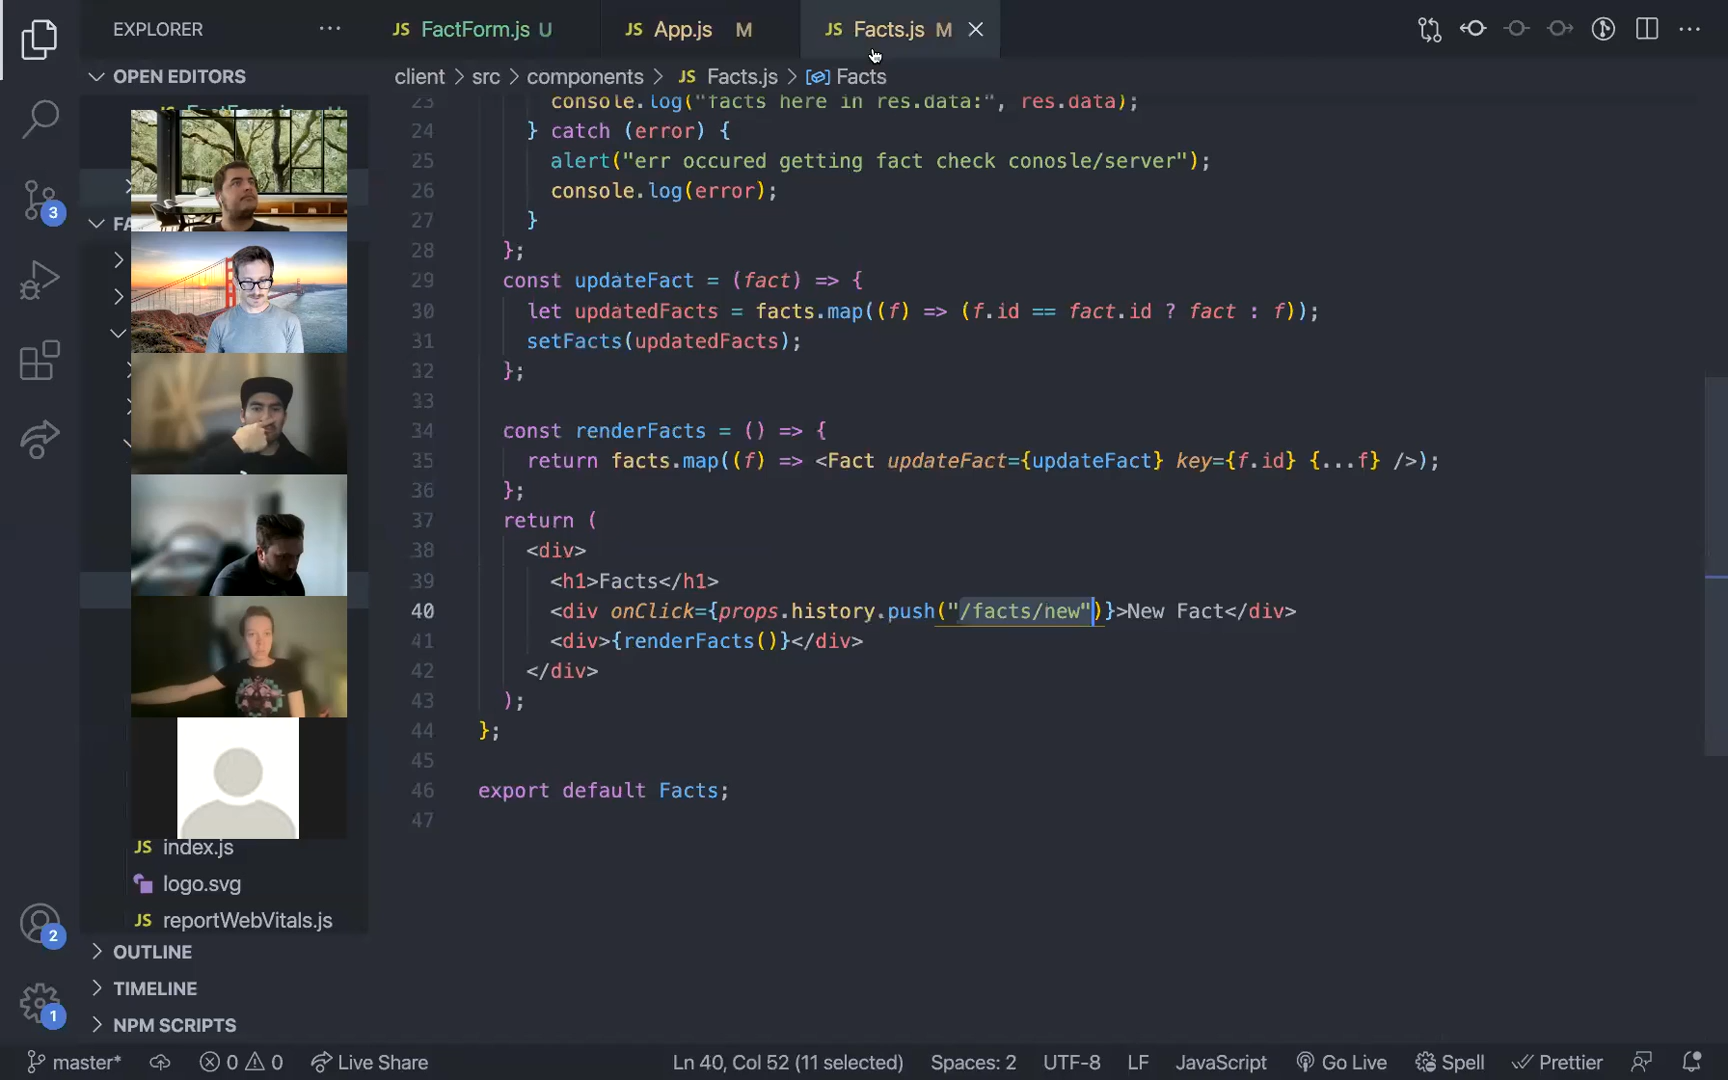 EXPLORER
JS FactForm.js U
JS App.js M
JS Facts.js M
OPEN EDITORS
client > src > components > JS Facts.js > Facts
23 console.log("facts here in res.data:", res.data);
24 } catch (error) {
25 alert("err occured getting fact check conosle/server");
26 console.log(error);
27 }
28 };
29 const updateFact = (fact) => {
30 let updatedFacts = facts.map((f) => (f.id == fact.id ? fact : f));
31 setFacts(updatedFacts);
32 };
33
34 const renderFacts = () => {
35 return facts.map((f) => <Fact updateFact={updateFact} key={f.id} {...f} />);
36 };
37 return (
38 <div>
39 <h1>Facts</h1>
40 <div onClick={props.history.push("/facts/new")}>New Fact</div>
41 <div>{renderFacts()}</div>
42 </div>
43 );
44 };
45
46 export default Facts;
47
3
FA
JS index.js
logo.svg
JS reportWebVitals.js
2
OUTLINE
TIMELINE
1
NPM SCRIPTS
master*
0 0
Live Share
Ln 40, Col 52 (11 selected)
Spaces: 2
UTF-8
LF
JavaScript
Go Live
Spell
Prettier